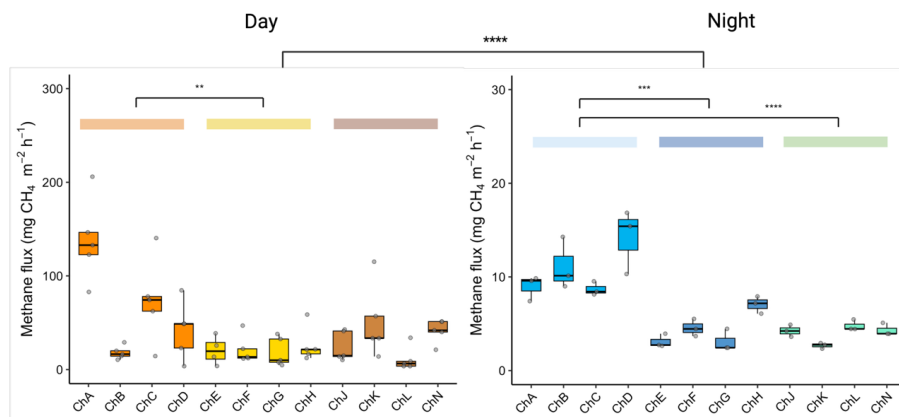 Day
Night
****
Methane flux (mg CH₄ m⁻² h⁻¹)
300
200
100
0
**
ChA ChB ChC ChD ChE ChF ChG ChH ChJ ChK ChL ChN
Methane flux (mg CH₄ m⁻² h⁻¹)
30
20
10
0
***
****
ChA ChB ChC ChD ChE ChF ChG ChH ChJ ChK ChL ChN